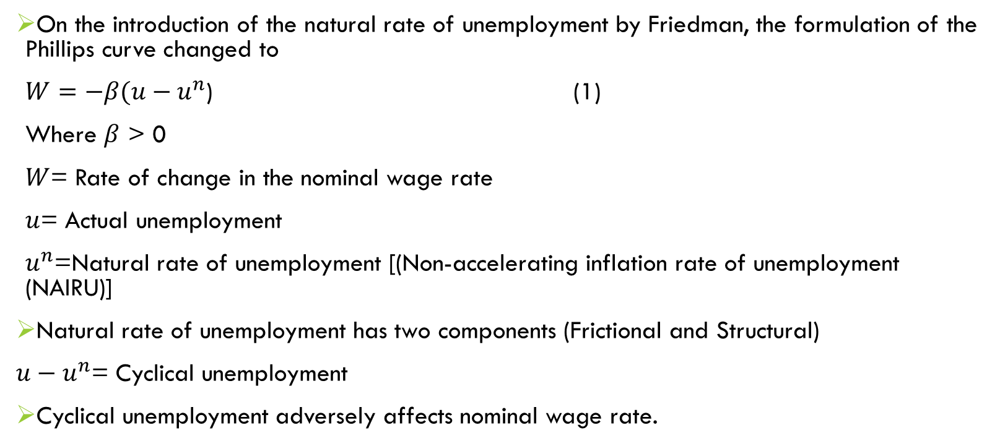 ➢On the introduction of the natural rate of unemployment by Friedman, the formulation of the
Phillips curve changed to
𝑊 = −𝛽(𝑢 − 𝑢ⁿ) (1)
Where 𝛽 > 0
𝑊= Rate of change in the nominal wage rate
𝑢= Actual unemployment
𝑢ⁿ=Natural rate of unemployment [(Non-accelerating inflation rate of unemployment
(NAIRU)]
➢Natural rate of unemployment has two components (Frictional and Structural)
𝑢 − 𝑢ⁿ= Cyclical unemployment
➢Cyclical unemployment adversely affects nominal wage rate.